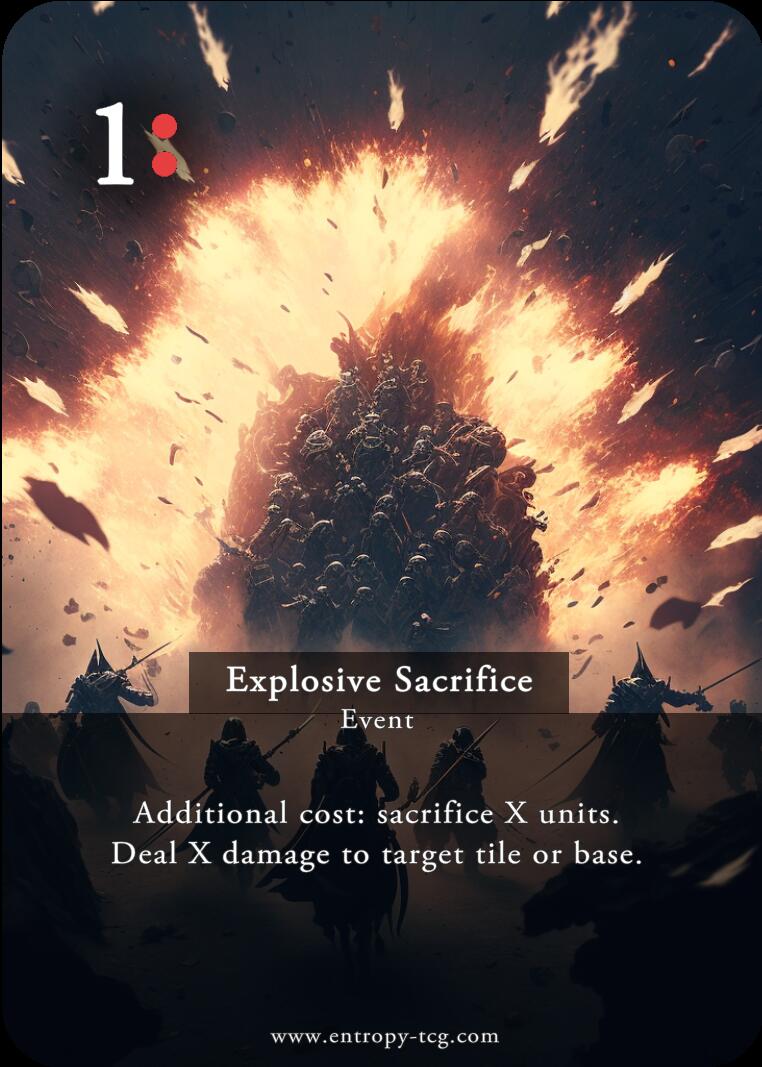 1
Explosive Sacrifice
Event
Additional cost: sacrifice X units.
Deal X damage to target tile or base.
www.entropy-tcg.com